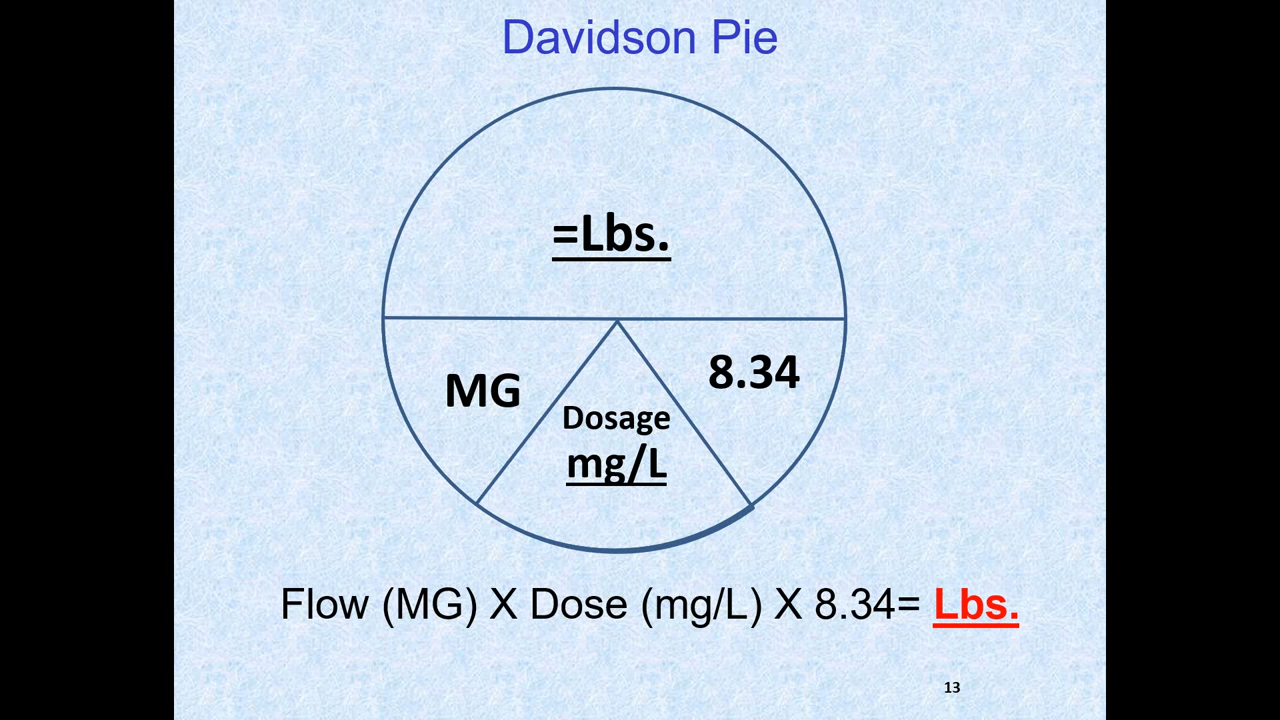 Davidson Pie
=Lbs.
MG
8.34
Dosage
mg/L
Flow (MG) X Dose (mg/L) X 8.34= Lbs.
13